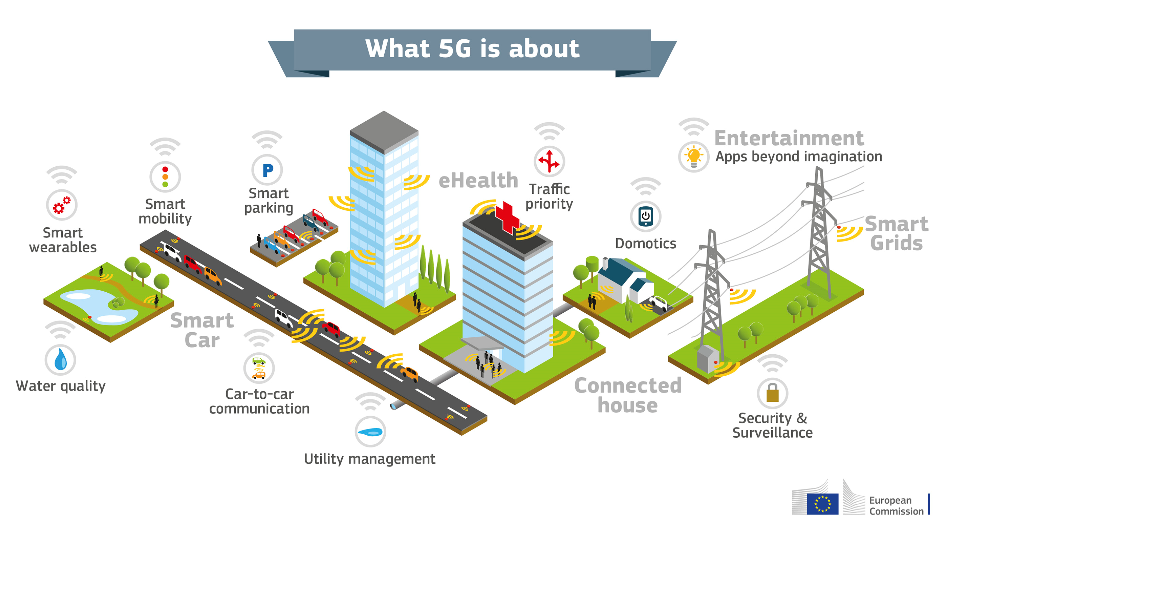 What 5G is about
Entertainment
Apps beyond imagination
eHealth
Traffic
priority
Smart
parking
P
Smart
mobility
Smart
wearables
Domotics
Smart
Grids
Smart
Car
Water quality
Car-to-car
communication
Connected
house
Security &
Surveillance
Utility management
European
Commission